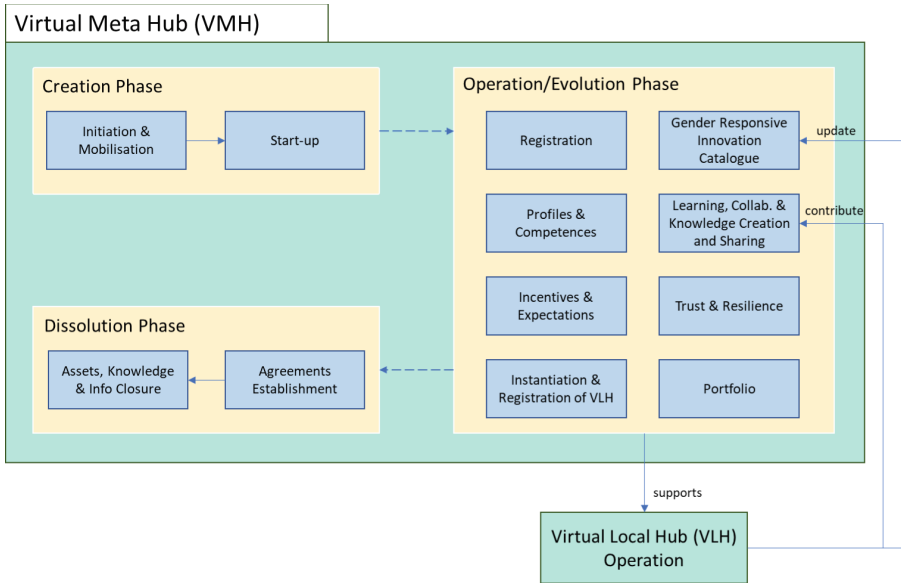 Virtual Meta Hub (VMH)
Creation Phase
Initiation &
Mobilisation
Start-up
Operation/Evolution Phase
Registration
Gender Responsive
Innovation
Catalogue
update
Profiles &
Competences
Learning, Collab. &
Knowledge Creation
and Sharing
contribute
Incentives &
Expectations
Trust & Resilience
Instantiation &
Registration of VLH
Portfolio
Dissolution Phase
Assets, Knowledge
& Info Closure
Agreements
Establishment
supports
Virtual Local Hub (VLH)
Operation